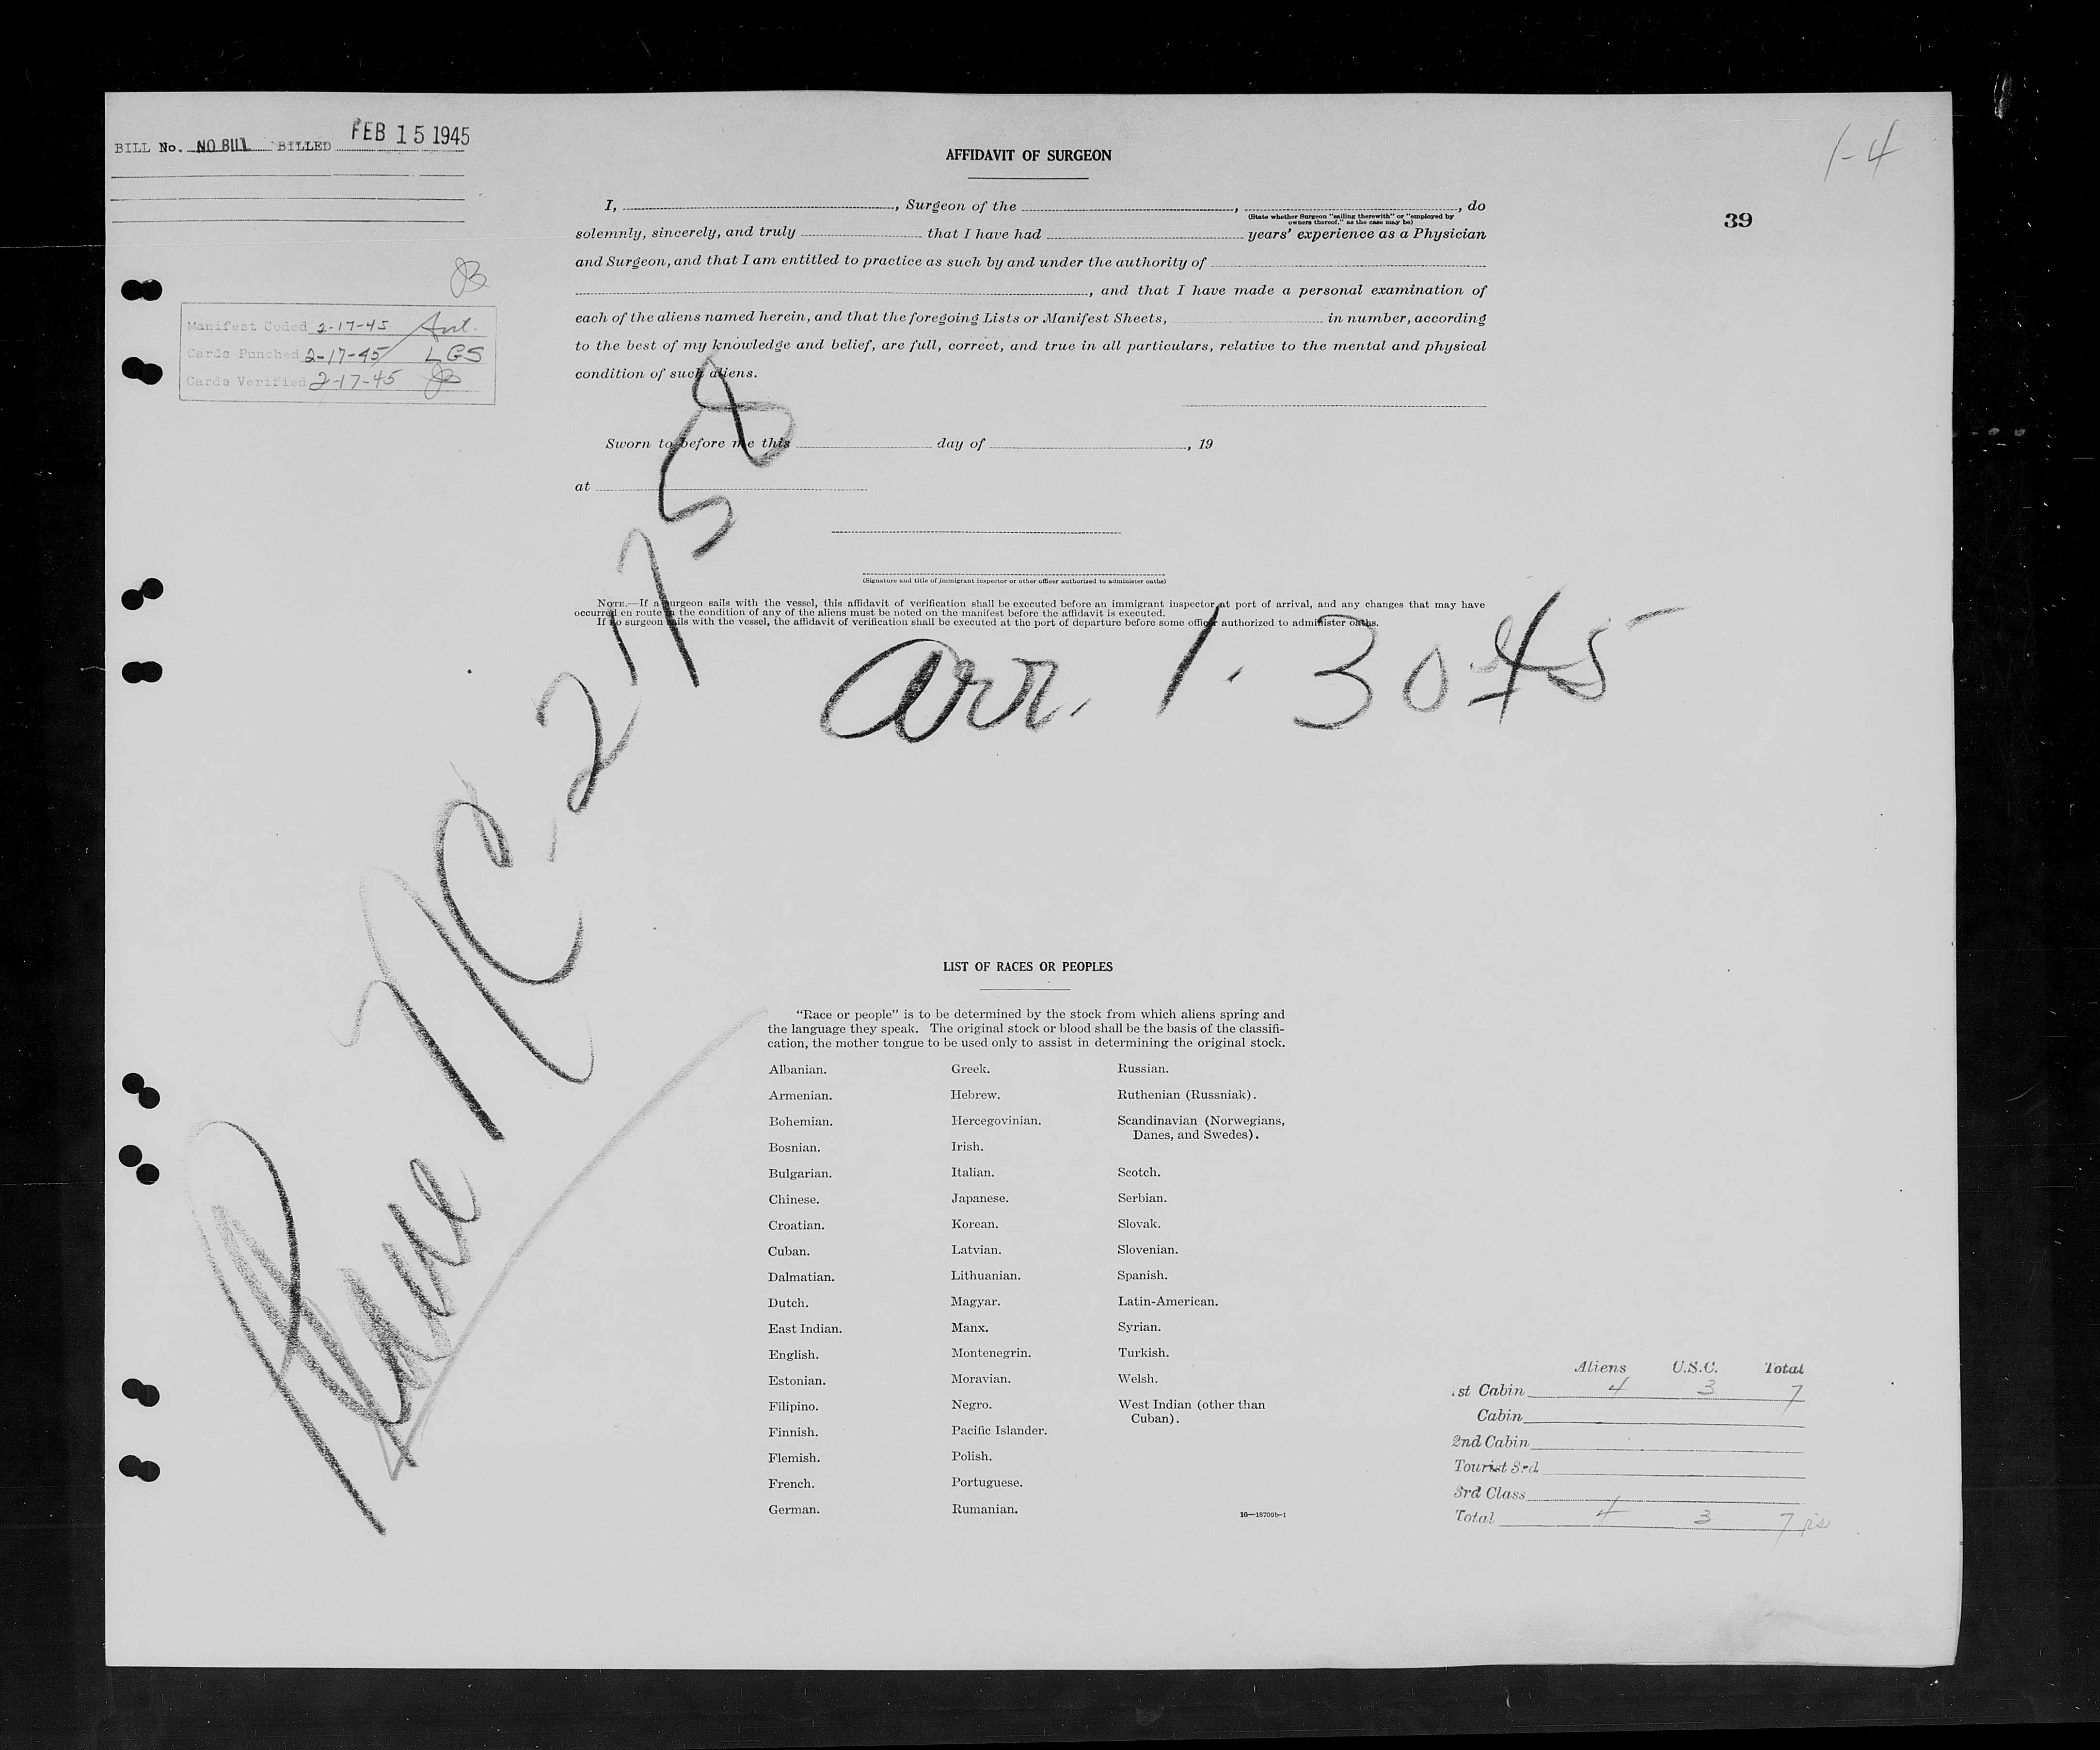 BILL No. NO BILL BILLED FEB 15 1945
1-4
39
AFFIDAVIT OF SURGEON
I, , Surgeon of the , , do
(State whether Surgeon "sailing therewith" or "employed by
owners thereof," as the case may be)
solemnly, sincerely, and truly that I have had years' experience as a Physician
and Surgeon, and that I am entitled to practice as such by and under the authority of
, and that I have made a personal examination of
each of the aliens named herein, and that the foregoing Lists or Manifest Sheets, in number, according
to the best of my knowledge and belief, are full, correct, and true in all particulars, relative to the mental and physical
condition of such aliens.
Manifest Coded 2-17-45
Cards Punched 2-17-45 LGS
Cards Verified 2-17-45
Sworn to before me this day of , 19
at
(Signature and title of immigrant inspector or other officer authorized to administer oaths)
NOTE.—If a surgeon sails with the vessel, this affidavit of verification shall be executed before an immigrant inspector at port of arrival, and any changes that may have
occurred en route in the condition of any of the aliens must be noted on the manifest before the affidavit is executed.
If no surgeon sails with the vessel, the affidavit of verification shall be executed at the port of departure before some officer authorized to administer oaths.
arr. 1. 30 45
Plane NC-21758
LIST OF RACES OR PEOPLES
"Race or people" is to be determined by the stock from which aliens spring and
the language they speak. The original stock or blood shall be the basis of the classifi-
cation, the mother tongue to be used only to assist in determining the original stock.
Albanian.
Armenian.
Bohemian.
Bosnian.
Bulgarian.
Chinese.
Croatian.
Cuban.
Dalmatian.
Dutch.
East Indian.
English.
Estonian.
Filipino.
Finnish.
Flemish.
French.
German.
Greek.
Hebrew.
Hercegovinian.
Irish.
Italian.
Japanese.
Korean.
Latvian.
Lithuanian.
Magyar.
Manx.
Montenegrin.
Moravian.
Negro.
Pacific Islander.
Polish.
Portuguese.
Rumanian.
Russian.
Ruthenian (Russniak).
Scandinavian (Norwegians,
Danes, and Swedes).
Scotch.
Serbian.
Slovak.
Slovenian.
Spanish.
Latin-American.
Syrian.
Turkish.
Welsh.
West Indian (other than
Cuban).
16—18709b-1
Aliens U.S.C. Total
1st Cabin 4 3 7
Cabin
2nd Cabin
Tourist 3rd
3rd Class
Total 4 3 7